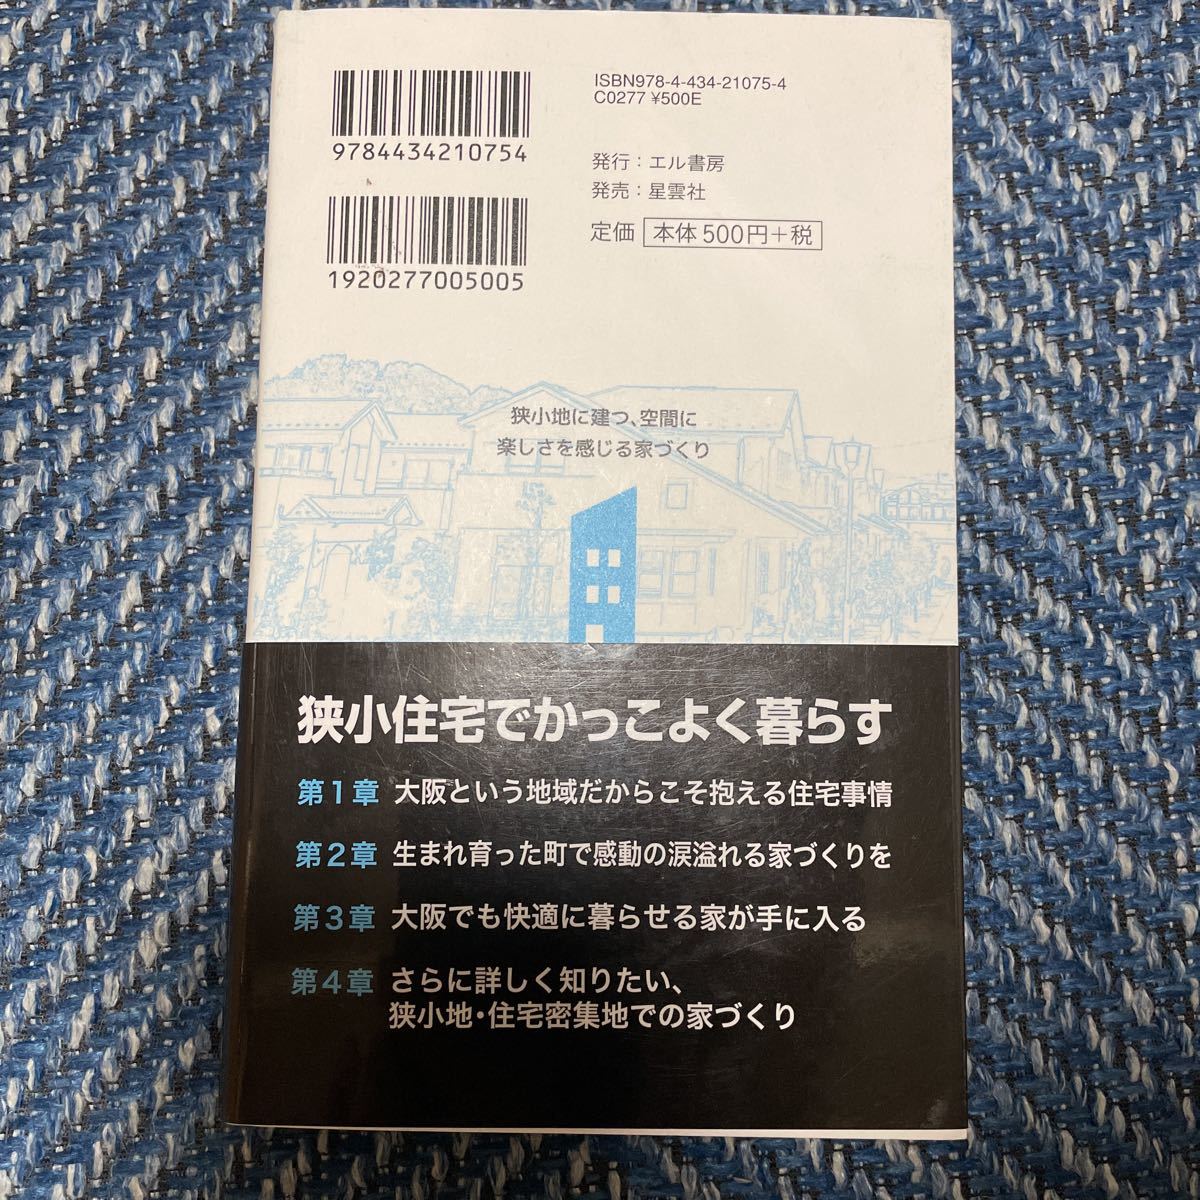 ISBN978-4-434-21075-4
C0277 ¥500E
9784434210754
発行：エル書房
発売：星雲社
定価 本体500円＋税
1920277005005
狭小地に建つ、空間に
楽しさを感じる家づくり
狭小住宅でかっこよく暮らす
第1章 大阪という地域だからこそ抱える住宅事情
第2章 生まれ育った町で感動の涙溢れる家づくりを
第3章 大阪でも快適に暮らせる家が手に入る
第4章 さらに詳しく知りたい、
狭小地・住宅密集地での家づくり